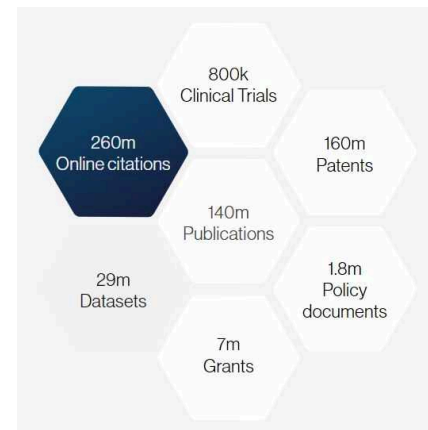 800k
Clinical Trials
260m
Online citations
160m
Patents
140m
Publications
29m
Datasets
1.8m
Policy
documents
7m
Grants